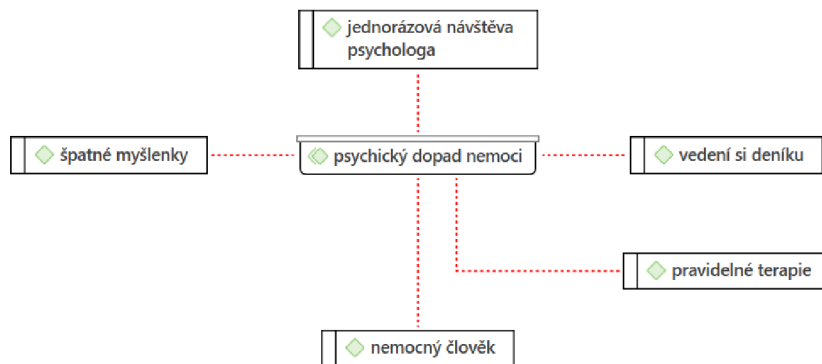 jednorázová návštěva
psychologa
špatné myšlenky
psychický dopad nemoci
vedení si deníku
pravidelné terapie
nemocný člověk